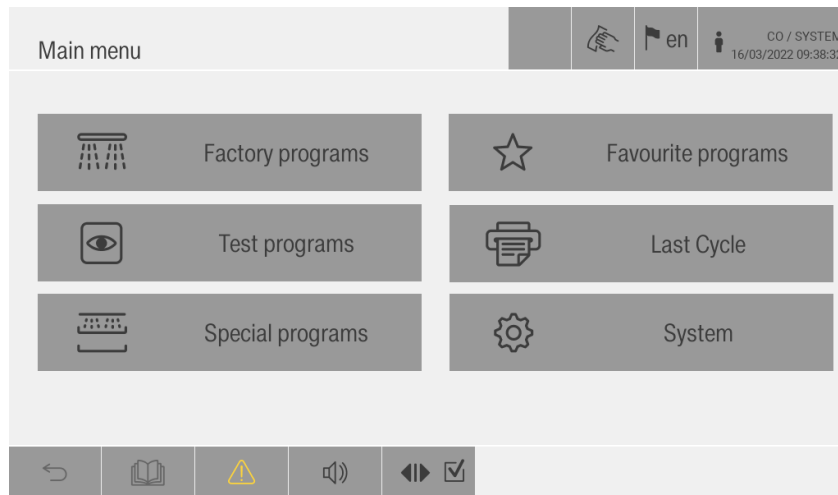 Main menu
en
CO / SYSTEM
16/03/2022 09:38:32
Factory programs
Favourite programs
Test programs
Last Cycle
Special programs
System